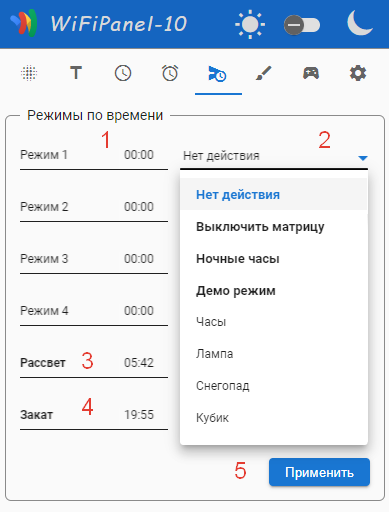 WiFiPanel-10
T
Режимы по времени
1
2
Режим 1 00:00 Нет действия
Нет действия
Режим 2 00:00 Выключить матрицу
Режим 3 00:00 Ночные часы
Режим 4 00:00 Демо режим
Часы
Лампа
Рассвет 3 05:42
Снегопад
Закат 4 19:55 Кубик
5 Применить